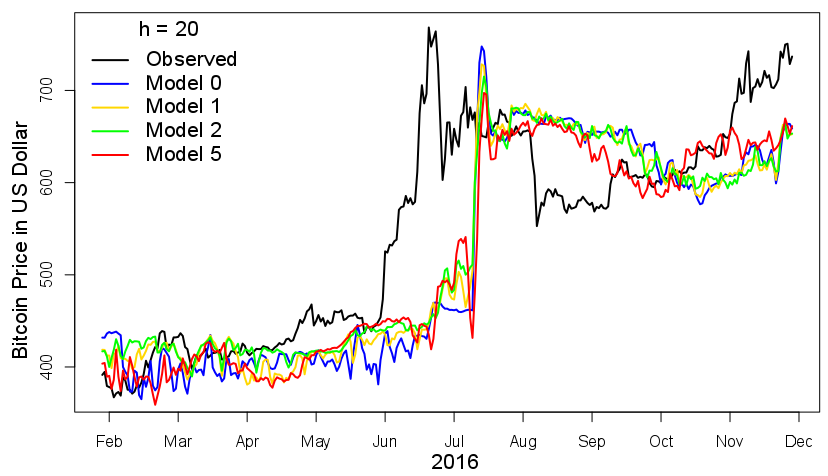 h = 20
Observed
Model 0
Model 1
Model 2
Model 5
Bitcoin Price in US Dollar
700
600
500
400
Feb Mar Apr May Jun Jul Aug Sep Oct Nov Dec
2016